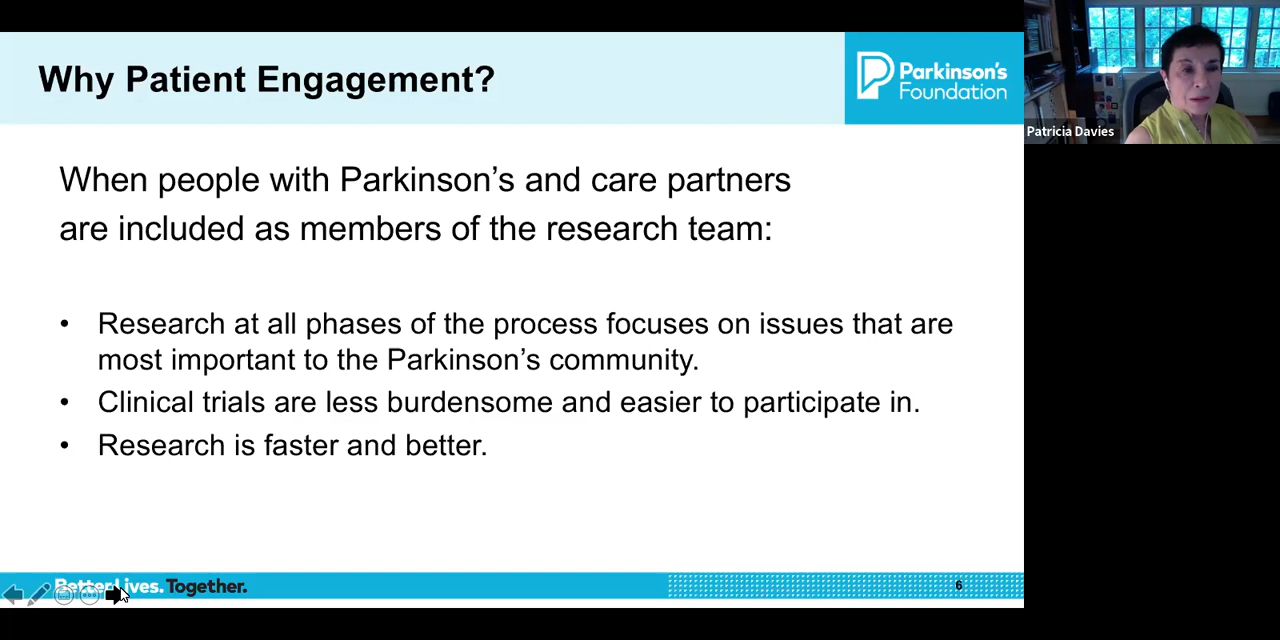 Why Patient Engagement?
Parkinson's
Foundation
Patricia Davies
When people with Parkinson’s and care partners
are included as members of the research team:
• Research at all phases of the process focuses on issues that are
most important to the Parkinson’s community.
• Clinical trials are less burdensome and easier to participate in.
• Research is faster and better.
Better Lives. Together.
6